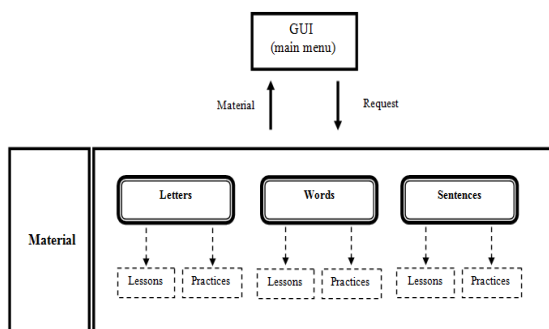 GUI
(main menu)
Material Request
Letters Words Sentences
Material
Lessons Practices Lessons Practices Lessons Practices